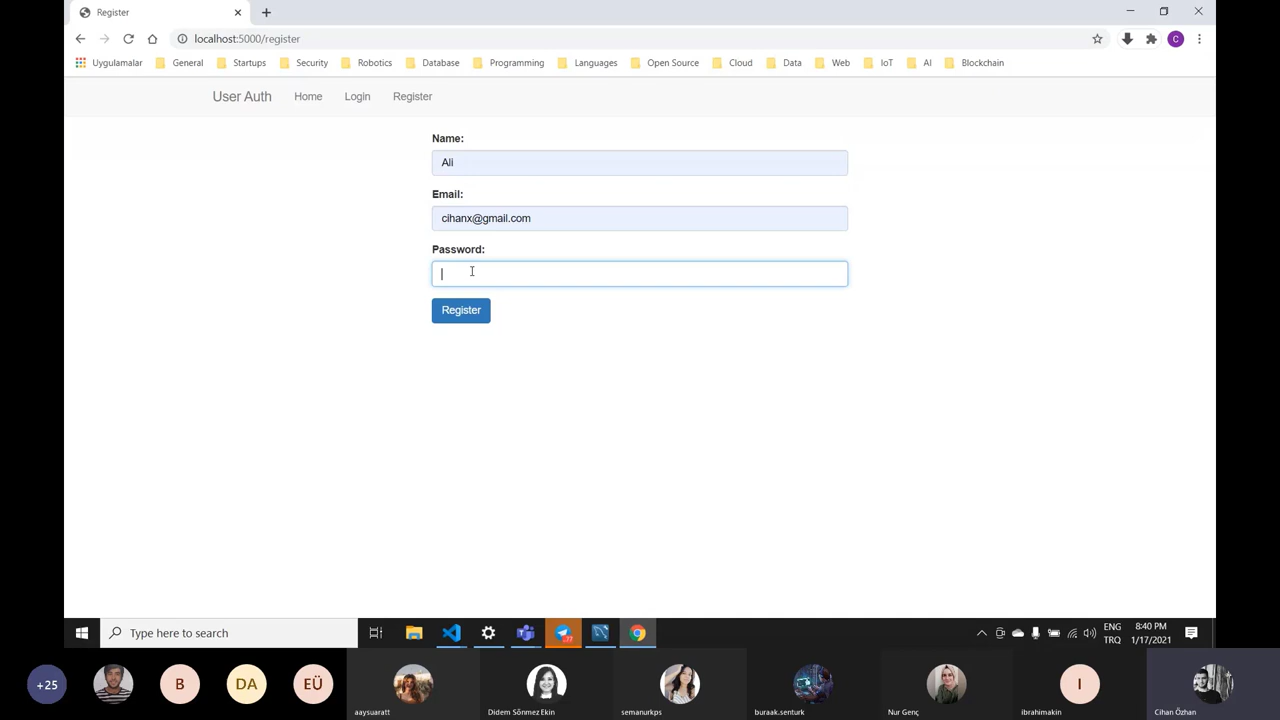 Register
localhost:5000/register
C
Uygulamalar General Startups Security Robotics Database Programming Languages Open Source Cloud Data Web IoT AI Blockchain
User Auth Home Login Register
Name:
Ali
Email:
cihanx@gmail.com
Password:
Register
Type here to search
77
ENG
TRQ
8:40 PM
1/17/2021
+25 B DA EÜ I
aaysuaratt Didem Sönmez Ekin semanurkps buraak.senturk Nur Genç ibrahimakin Cihan Özhan